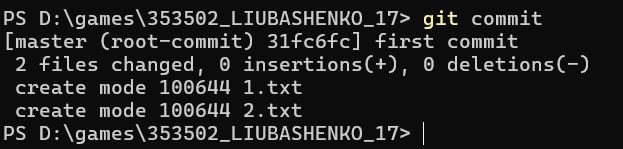 PS D:\games\353502_LIUBASHENKO_17> git commit
[master (root-commit) 31fc6fc] first commit
 2 files changed, 0 insertions(+), 0 deletions(-)
 create mode 100644 1.txt
 create mode 100644 2.txt
PS D:\games\353502_LIUBASHENKO_17>